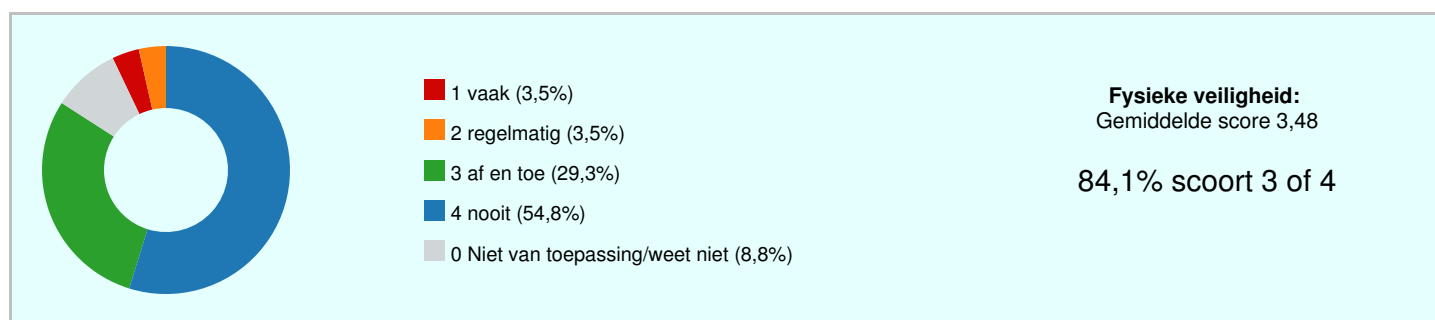 1 vaak (3,5%)
2 regelmatig (3,5%)
3 af en toe (29,3%)
4 nooit (54,8%)
0 Niet van toepassing/weet niet (8,8%)
Fysieke veiligheid:
Gemiddelde score 3,48
84,1% scoort 3 of 4